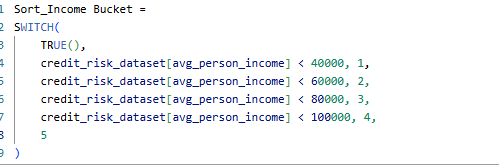 1 Sort_Income Bucket =
2 SWITCH(
3 TRUE(),
4 credit_risk_dataset[avg_person_income] < 40000, 1,
5 credit_risk_dataset[avg_person_income] < 60000, 2,
6 credit_risk_dataset[avg_person_income] < 80000, 3,
7 credit_risk_dataset[avg_person_income] < 100000, 4,
8 5
9 )